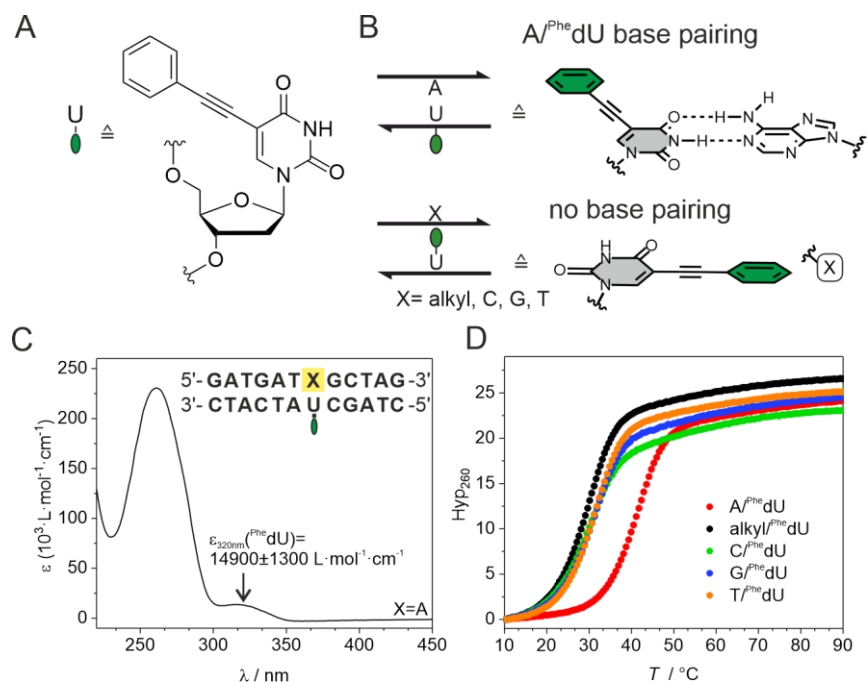 A
U
≙
O
NH
N
O
O
O
O
B
A/PhedU base pairing
A
U
≙
O
H
H-N
N-H
N
N
O
N
N
N
X
no base pairing
U
≙
H
N
O
O
N
X
X= alkyl, C, G, T
C
5'- GATGAT X GCTAG-3'
3'- CTACTA U CGATC-5'
ε320nm(PhedU)=
14900±1300 L·mol-1·cm-1
X=A
ε (10³·L·mol-1·cm-1)
250
200
150
100
50
0
250 300 350 400 450
λ / nm
D
Hyp260
25
20
15
10
5
0
A/PhedU
alkyl/PhedU
C/PhedU
G/PhedU
T/PhedU
10 20 30 40 50 60 70 80 90
T / °C